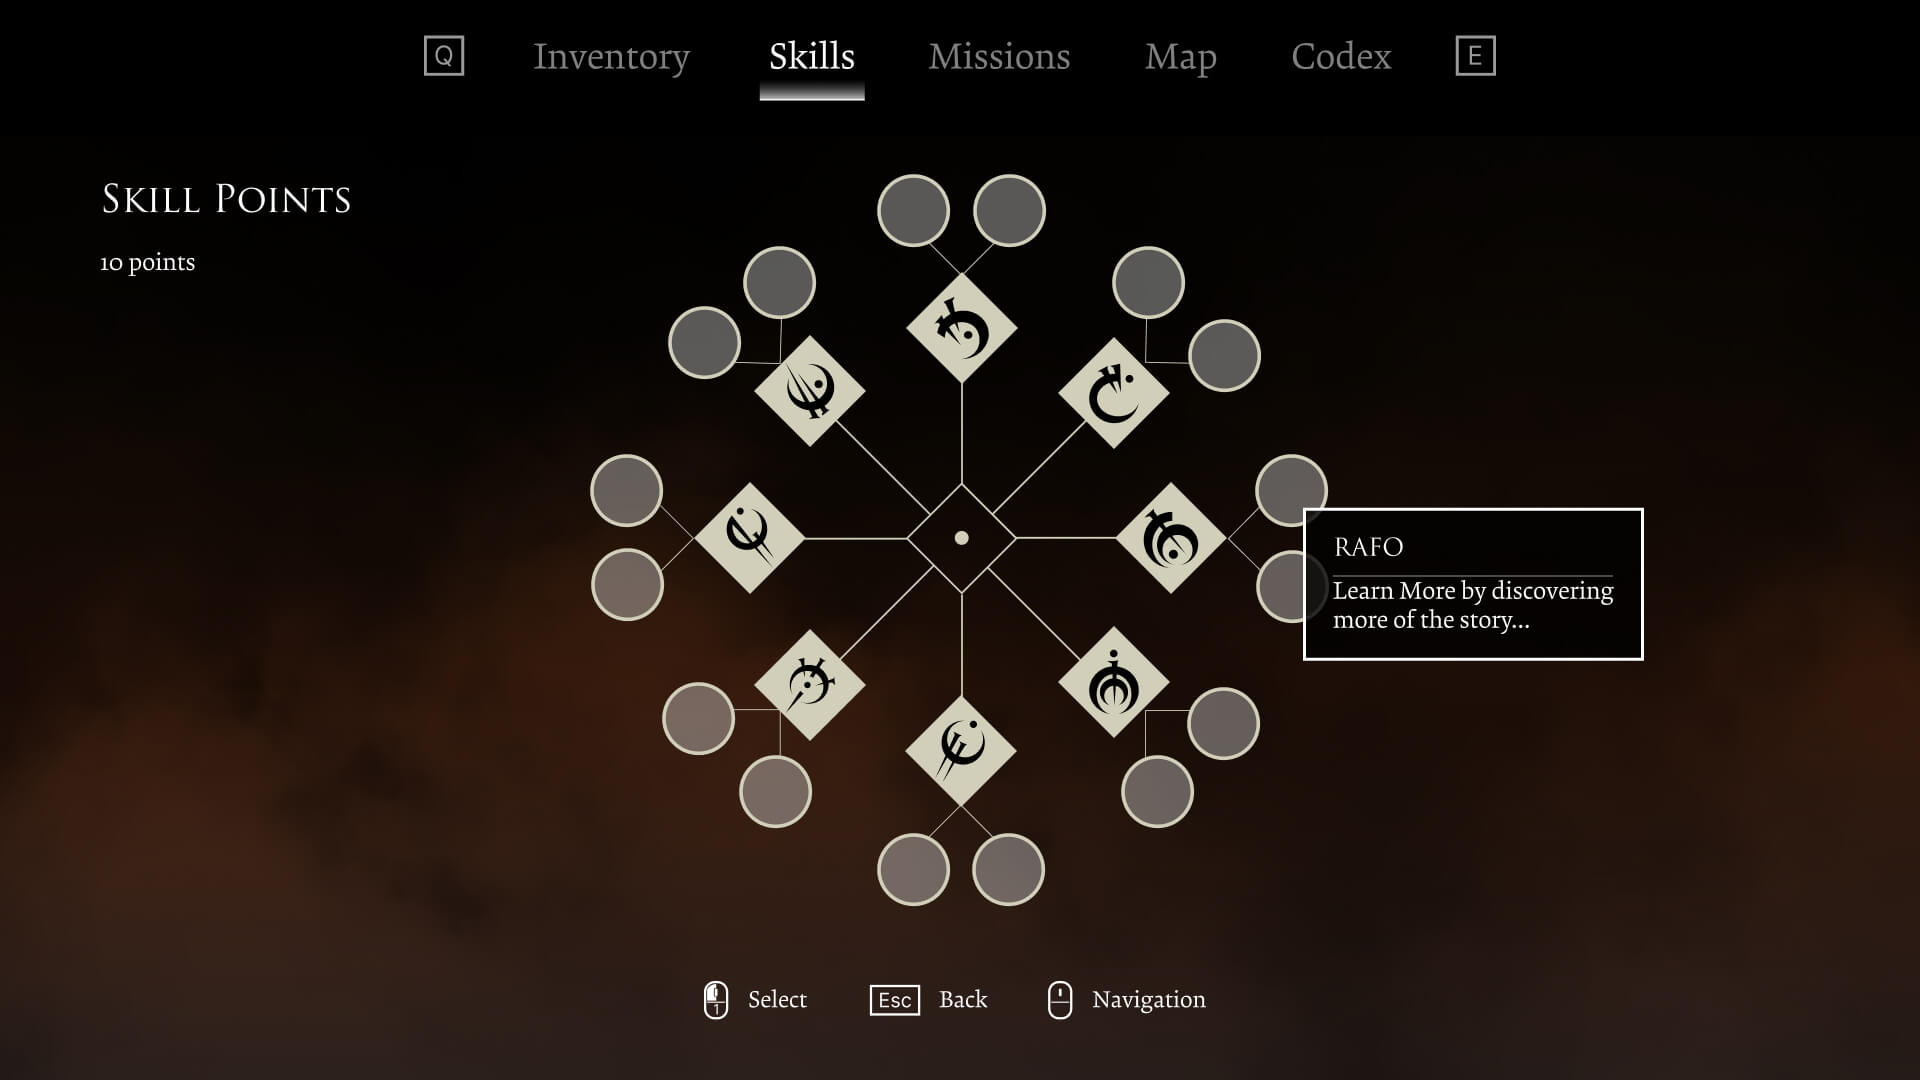 Q
Inventory
Skills
Missions
Map
Codex
E
Skill Points
10 points
RAFO
Learn More by discovering
more of the story...
1
Select
Esc
Back
Navigation